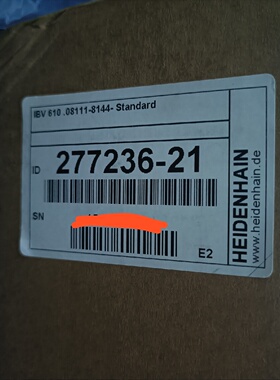 IBV 610 .08111-8144- Standard
ID 277236-21
SN
E2
HEIDENHAIN
www.heidenhain.de